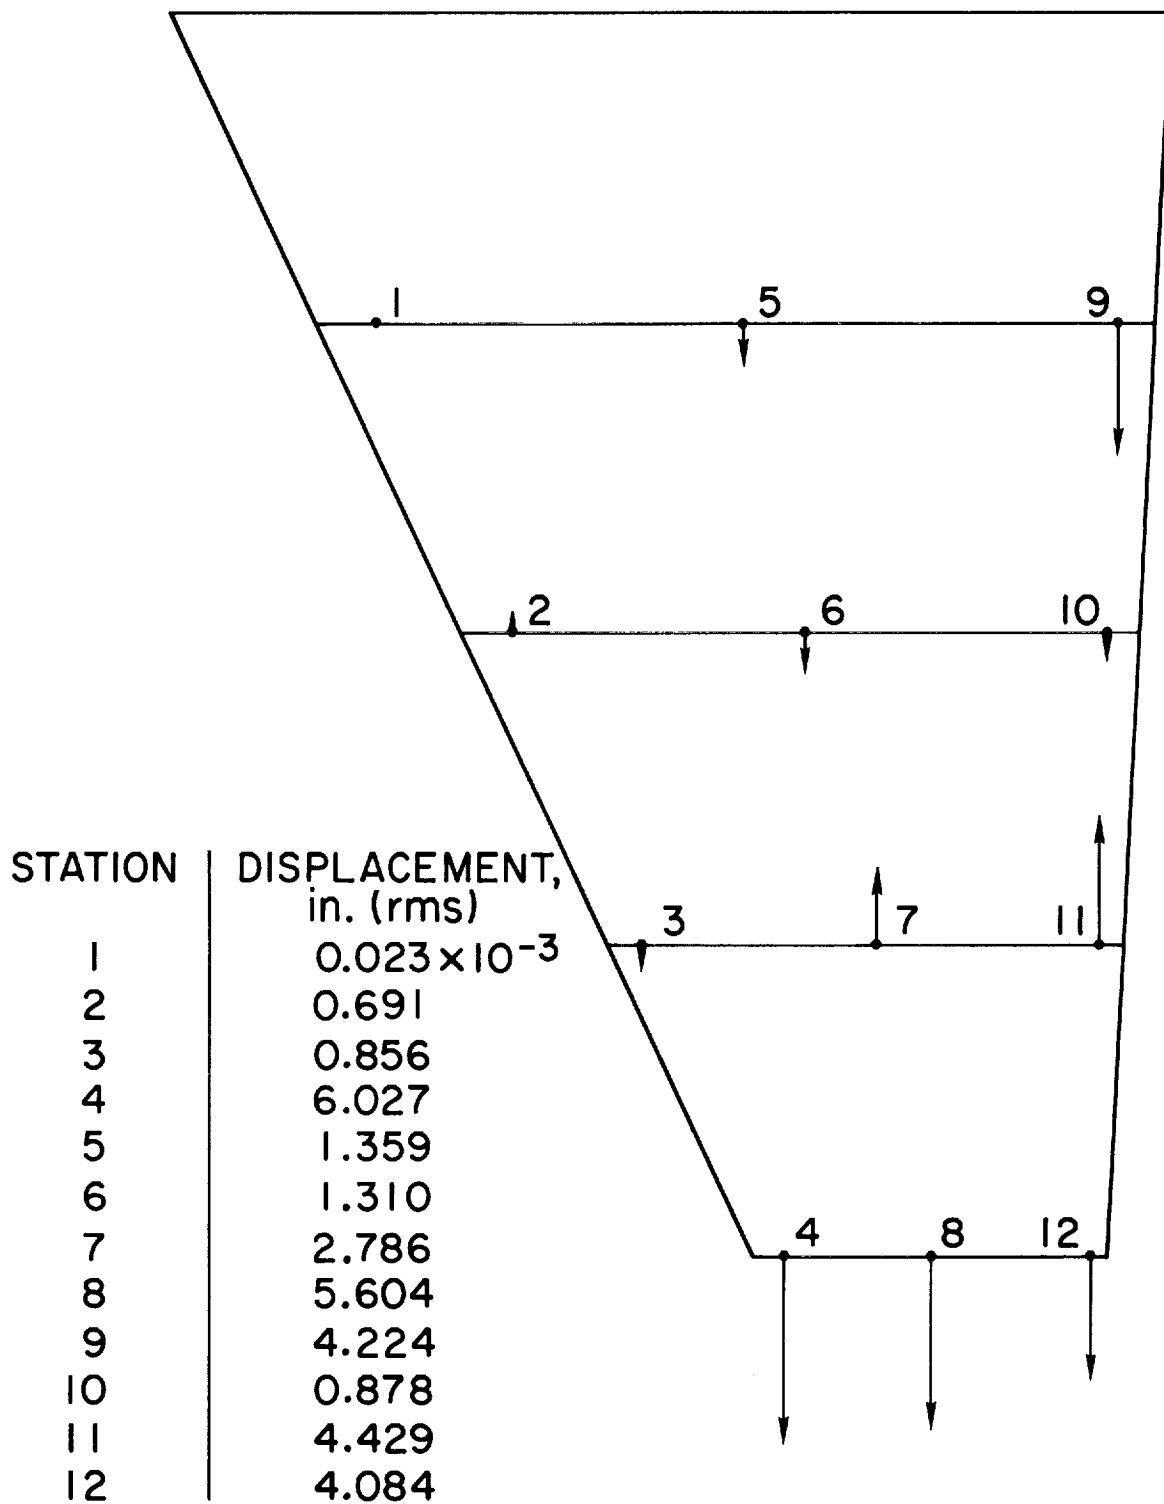 1 5 9
2 6 10
3 7 11
4 8 12
STATION DISPLACEMENT,
in. (rms)
1 0.023×10⁻³
2 0.691
3 0.856
4 6.027
5 1.359
6 1.310
7 2.786
8 5.604
9 4.224
10 0.878
11 4.429
12 4.084